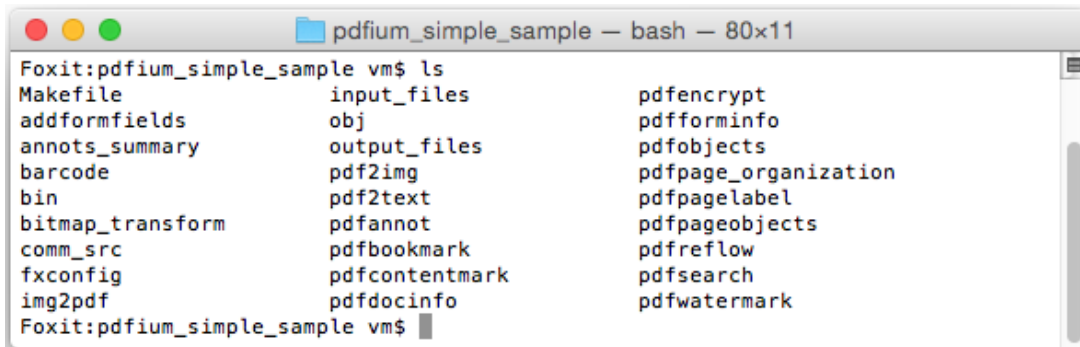 pdfium_simple_sample — bash — 80×11
Foxit:pdfium_simple_sample vm$ ls
Makefile input_files pdfencrypt
addformfields obj pdfforminfo
annots_summary output_files pdfobjects
barcode pdf2img pdfpage_organization
bin pdf2text pdfpagelabel
bitmap_transform pdfannot pdfpageobjects
comm_src pdfbookmark pdfreflow
fxconfig pdfcontentmark pdfsearch
img2pdf pdfdocinfo pdfwatermark
Foxit:pdfium_simple_sample vm$